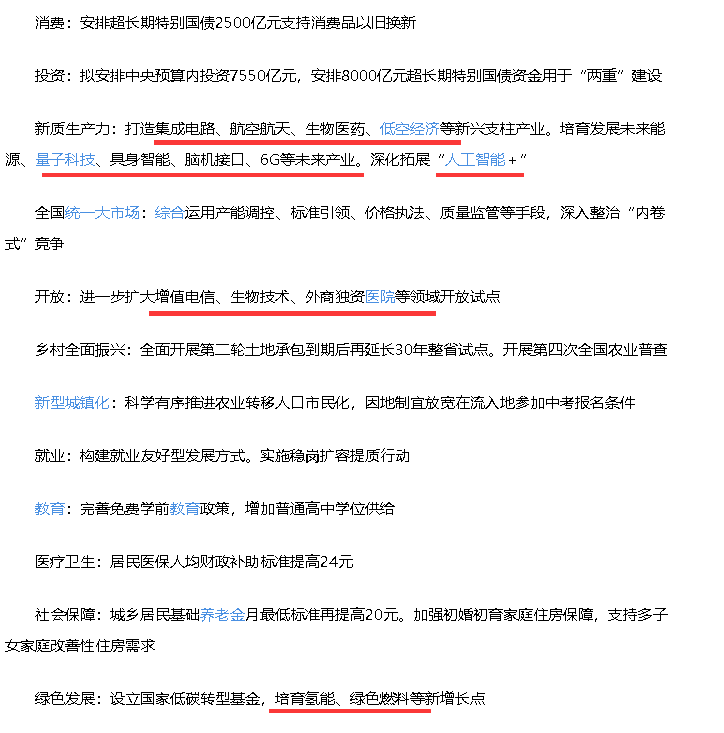 消费：安排超长期特别国债2500亿元支持消费品以旧换新
投资：拟安排中央预算内投资7550亿元，安排8000亿元超长期特别国债资金用于“两重”建设
新质生产力：打造集成电路、航空航天、生物医药、低空经济等新兴支柱产业。培育发展未来能
源、量子科技、具身智能、脑机接口、6G等未来产业。深化拓展“人工智能＋”
全国统一大市场：综合运用产能调控、标准引领、价格执法、质量监管等手段，深入整治“内卷
式”竞争
开放：进一步扩大增值电信、生物技术、外商独资医院等领域开放试点
乡村全面振兴：全面开展第二轮土地承包到期后再延长30年整省试点。开展第四次全国农业普查
新型城镇化：科学有序推进农业转移人口市民化，因地制宜放宽在流入地参加中考报名条件
就业：构建就业友好型发展方式。实施稳岗扩容提质行动
教育：完善免费学前教育政策，增加普通高中学位供给
医疗卫生：居民医保人均财政补助标准提高24元
社会保障：城乡居民基础养老金月最低标准再提高20元。加强初婚初育家庭住房保障，支持多子
女家庭改善性住房需求
绿色发展：设立国家低碳转型基金，培育氢能、绿色燃料等新增长点